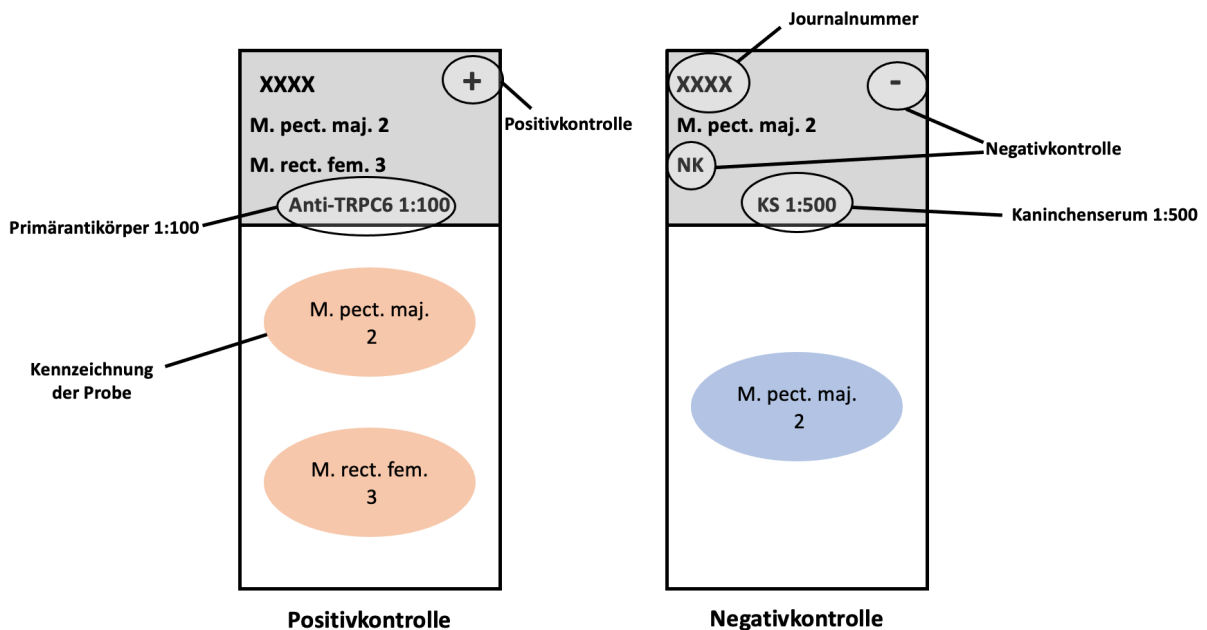 Journalnummer
XXXX
+
M. pect. maj. 2
M. rect. fem. 3
Anti-TRPC6 1:100
Positivkontrolle
Primärantikörper 1:100
M. pect. maj.
2
Kennzeichnung
der Probe
M. rect. fem.
3
Positivkontrolle
XXXX
-
M. pect. maj. 2
NK
Negativkontrolle
KS 1:500
Kaninchenserum 1:500
M. pect. maj.
2
Negativkontrolle